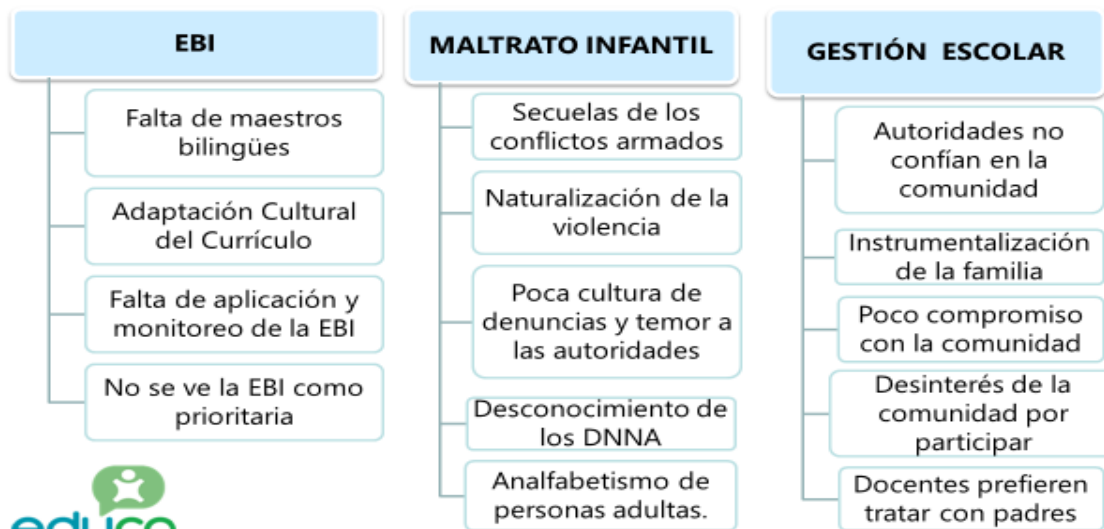 EBI
Falta de maestros
bilingües
Adaptación Cultural
del Currículo
Falta de aplicación y
monitoreo de la EBI
No se ve la EBI como
prioritaria
MALTRATO INFANTIL
Secuelas de los
conflictos armados
Naturalización de la
violencia
Poca cultura de
denuncias y temor a
las autoridades
Desconocimiento de
los DNNA
Analfabetismo de
personas adultas.
GESTIÓN ESCOLAR
Autoridades no
confían en la
comunidad
Instrumentalización
de la familia
Poco compromiso
con la comunidad
Desinterés de la
comunidad por
participar
Docentes prefieren
tratar con padres
educo